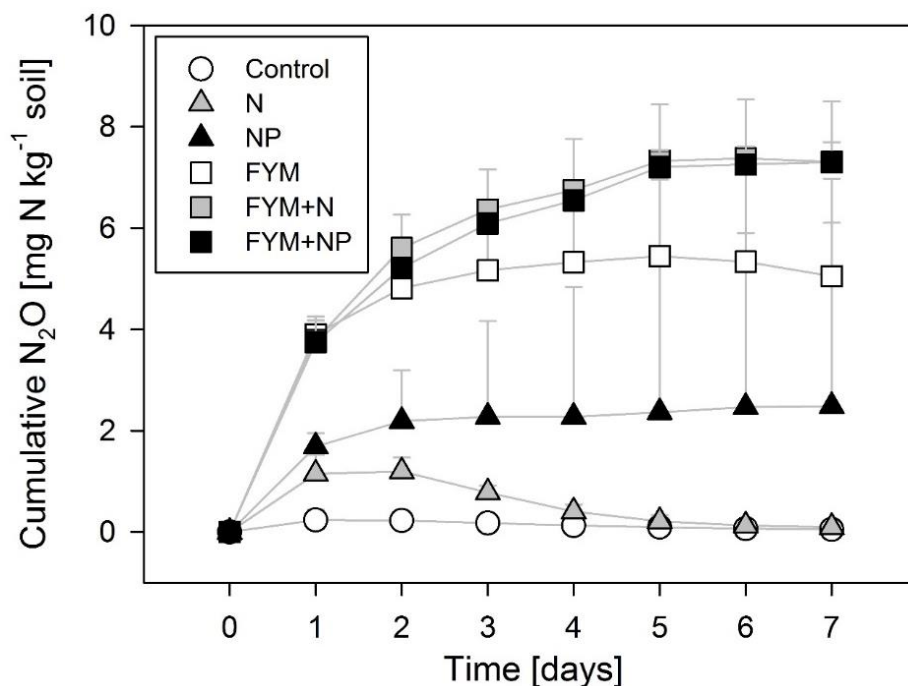 Cumulative N₂O [mg N kg⁻¹ soil]
10
8
6
4
2
0
Control
N
NP
FYM
FYM+N
FYM+NP
0 1 2 3 4 5 6 7
Time [days]